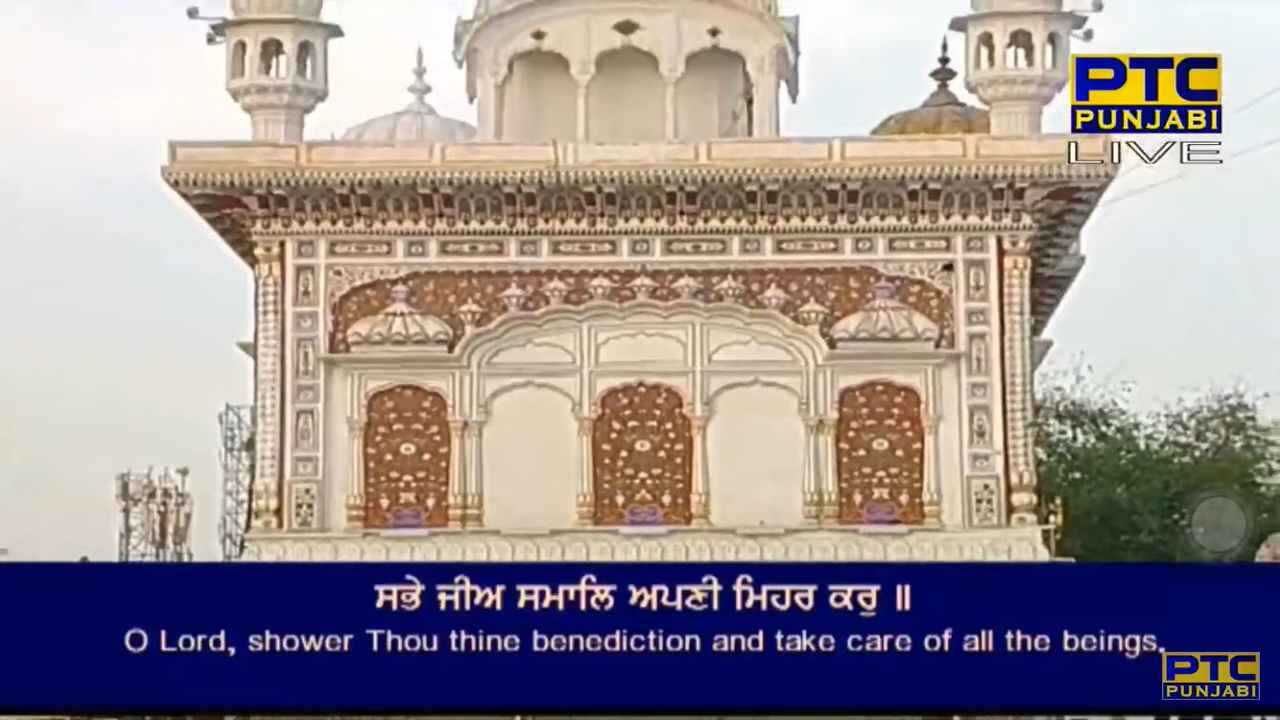 PTC
PUNJABI
LIVE
ਸਭੇ ਜੀਅ ਸਮਾਲਿ ਅਪਣੀ ਮਿਹਰ ਕਰੁ ॥
O Lord, shower Thou thine benediction and take care of all the beings.
PTC
PUNJABI